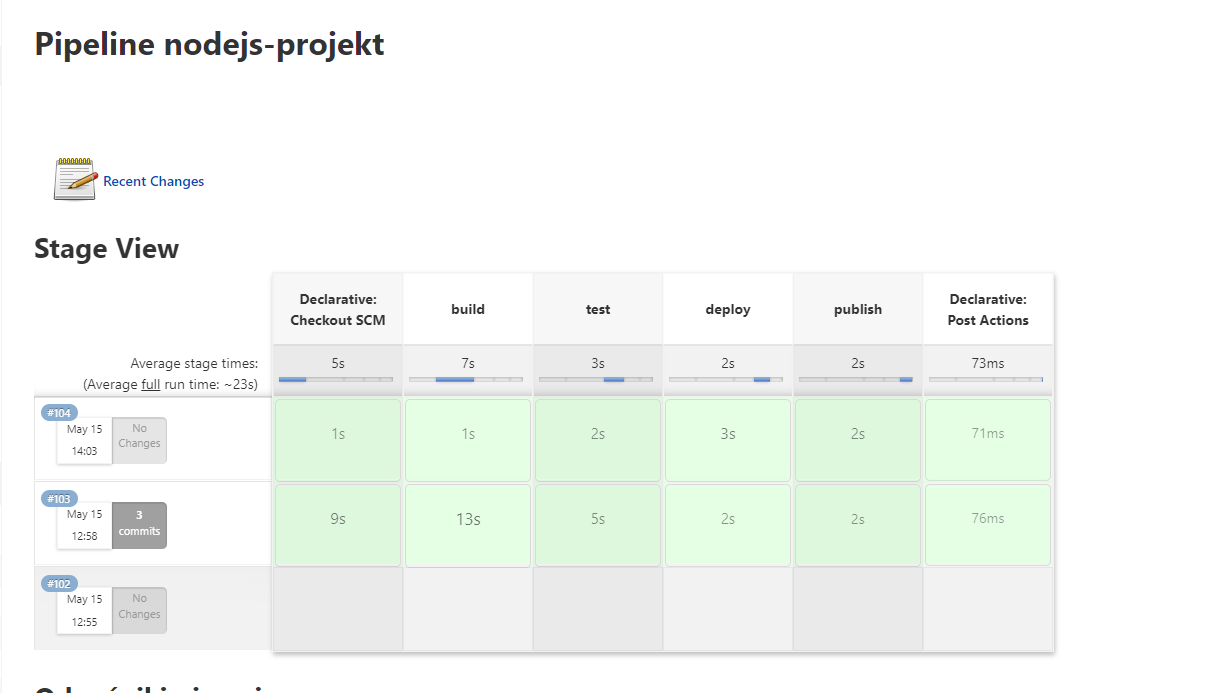 Pipeline nodejs-projekt
Recent Changes
Stage View
Declarative: Checkout SCM
build
test
deploy
publish
Declarative: Post Actions
Average stage times:
(Average full run time: ~23s)
5s
7s
3s
2s
2s
73ms
#104
May 15
14:03
No Changes
1s
1s
2s
3s
2s
71ms
#103
May 15
12:58
3 commits
9s
13s
5s
2s
2s
76ms
#102
May 15
12:55
No Changes